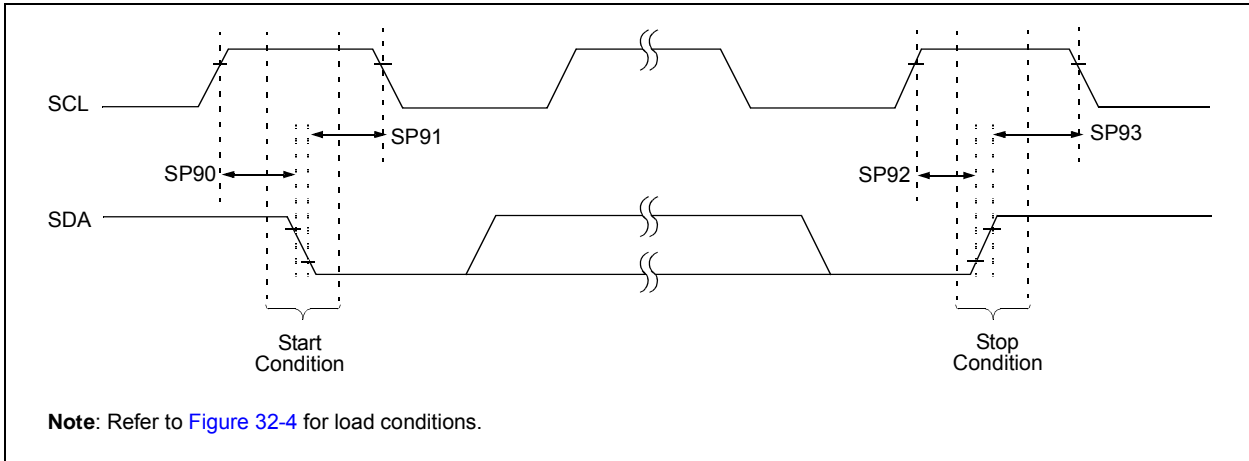 SCL
SP91
SP93
SP90
SP92
SDA
Start
Condition
Stop
Condition
Note: Refer to Figure 32-4 for load conditions.